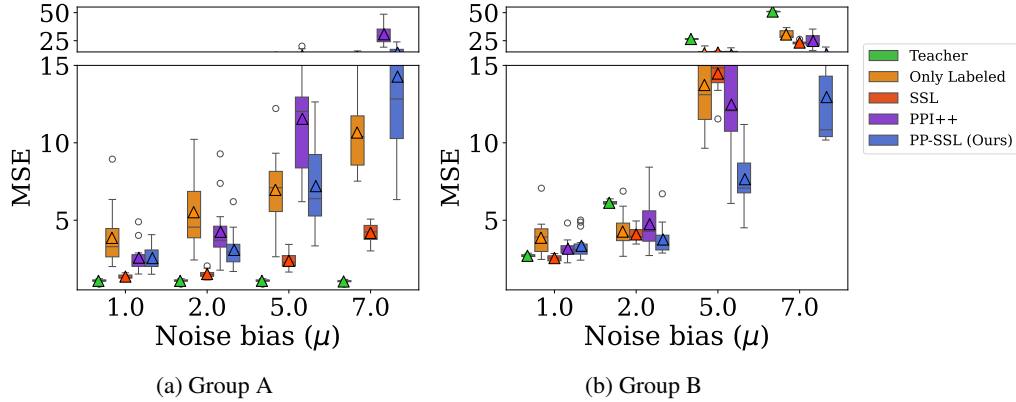 50
25
15
10
5
MSE
1.0 2.0 5.0 7.0
Noise bias (μ)
(a) Group A
50
25
15
10
5
MSE
1.0 2.0 5.0 7.0
Noise bias (μ)
(b) Group B
Teacher
Only Labeled
SSL
PPI++
PP-SSL (Ours)